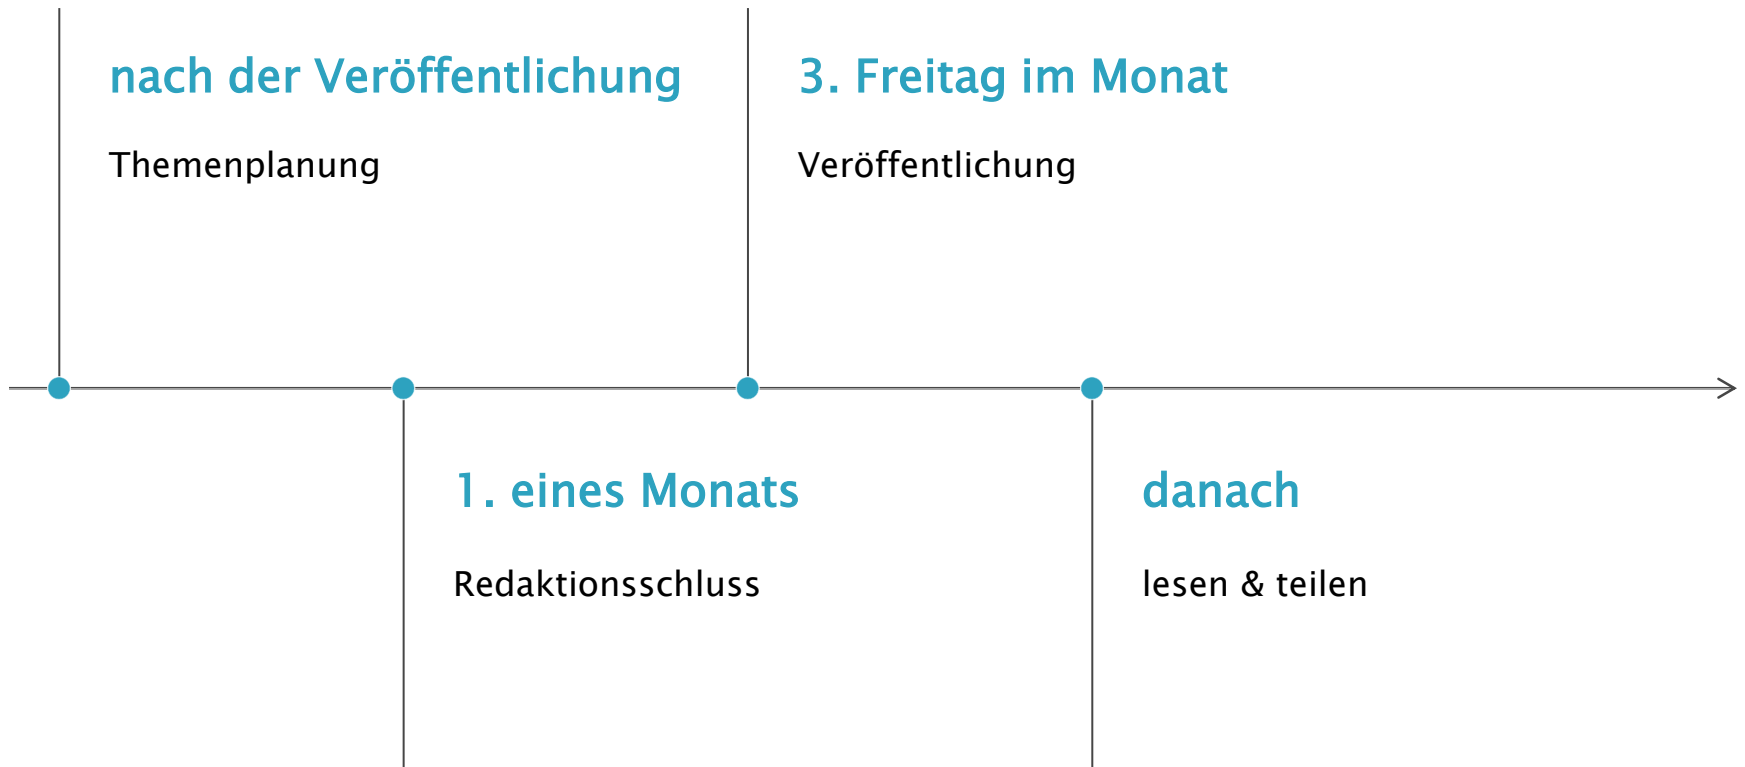 nach der Veröffentlichung
Themenplanung
3. Freitag im Monat
Veröffentlichung
1. eines Monats
Redaktionsschluss
danach
lesen & teilen